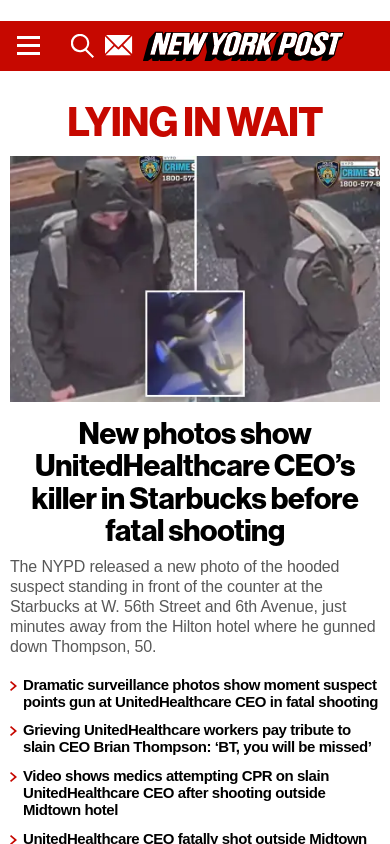 NEW YORK POST
LYING IN WAIT
CRIME
1800-577
CRIME
1800-577-
New photos show
UnitedHealthcare CEO’s
killer in Starbucks before
fatal shooting
The NYPD released a new photo of the hooded
suspect standing in front of the counter at the
Starbucks at W. 56th Street and 6th Avenue, just
minutes away from the Hilton hotel where he gunned
down Thompson, 50.
Dramatic surveillance photos show moment suspect
points gun at UnitedHealthcare CEO in fatal shooting
Grieving UnitedHealthcare workers pay tribute to
slain CEO Brian Thompson: ‘BT, you will be missed’
Video shows medics attempting CPR on slain
UnitedHealthcare CEO after shooting outside
Midtown hotel
UnitedHealthcare CEO fatally shot outside Midtown